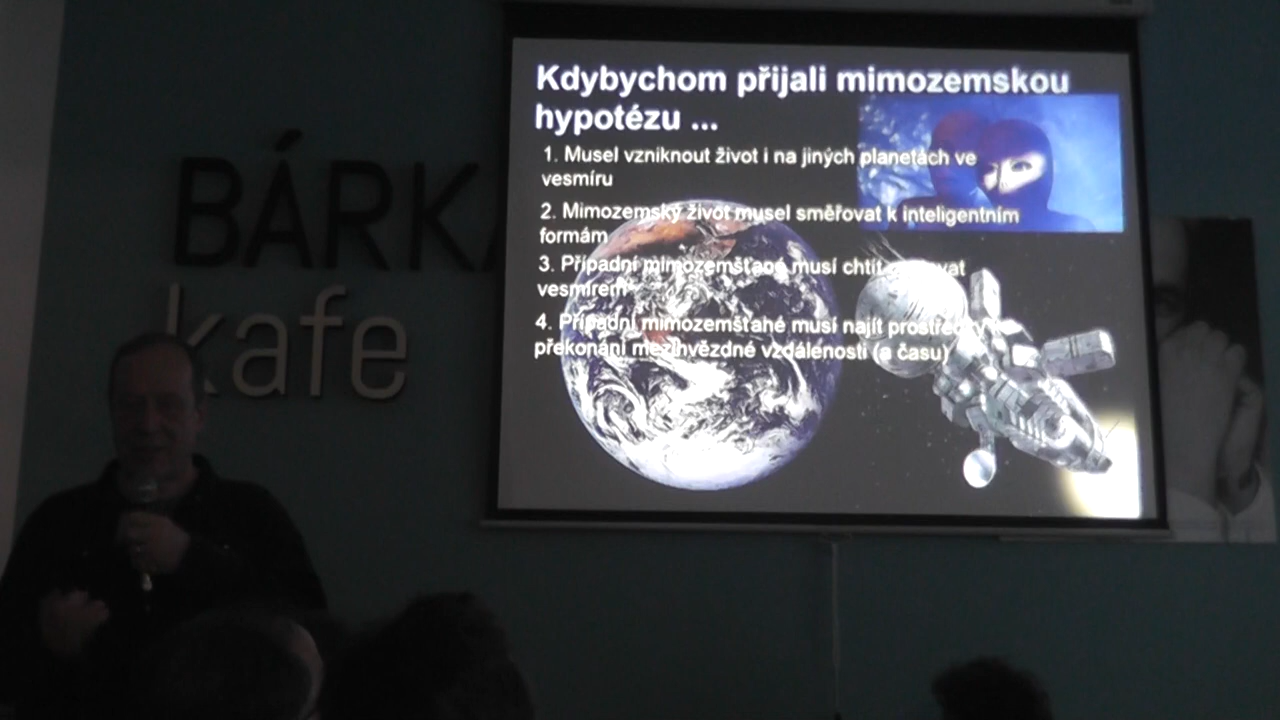 BÁRKA
kafe
Kdybychom přijali mimozemskou
hypotézu ...
1. Musel vzniknout život i na jiných planetách ve
vesmíru
2. Mimozemský život musel směřovat k inteligentním
formám
3. Případní mimozemšťané musí chtít
vesmírem
4. Případní mimozemšťané musí najít prostředky
překonání mezihvězdné vzdálenosti (a času)